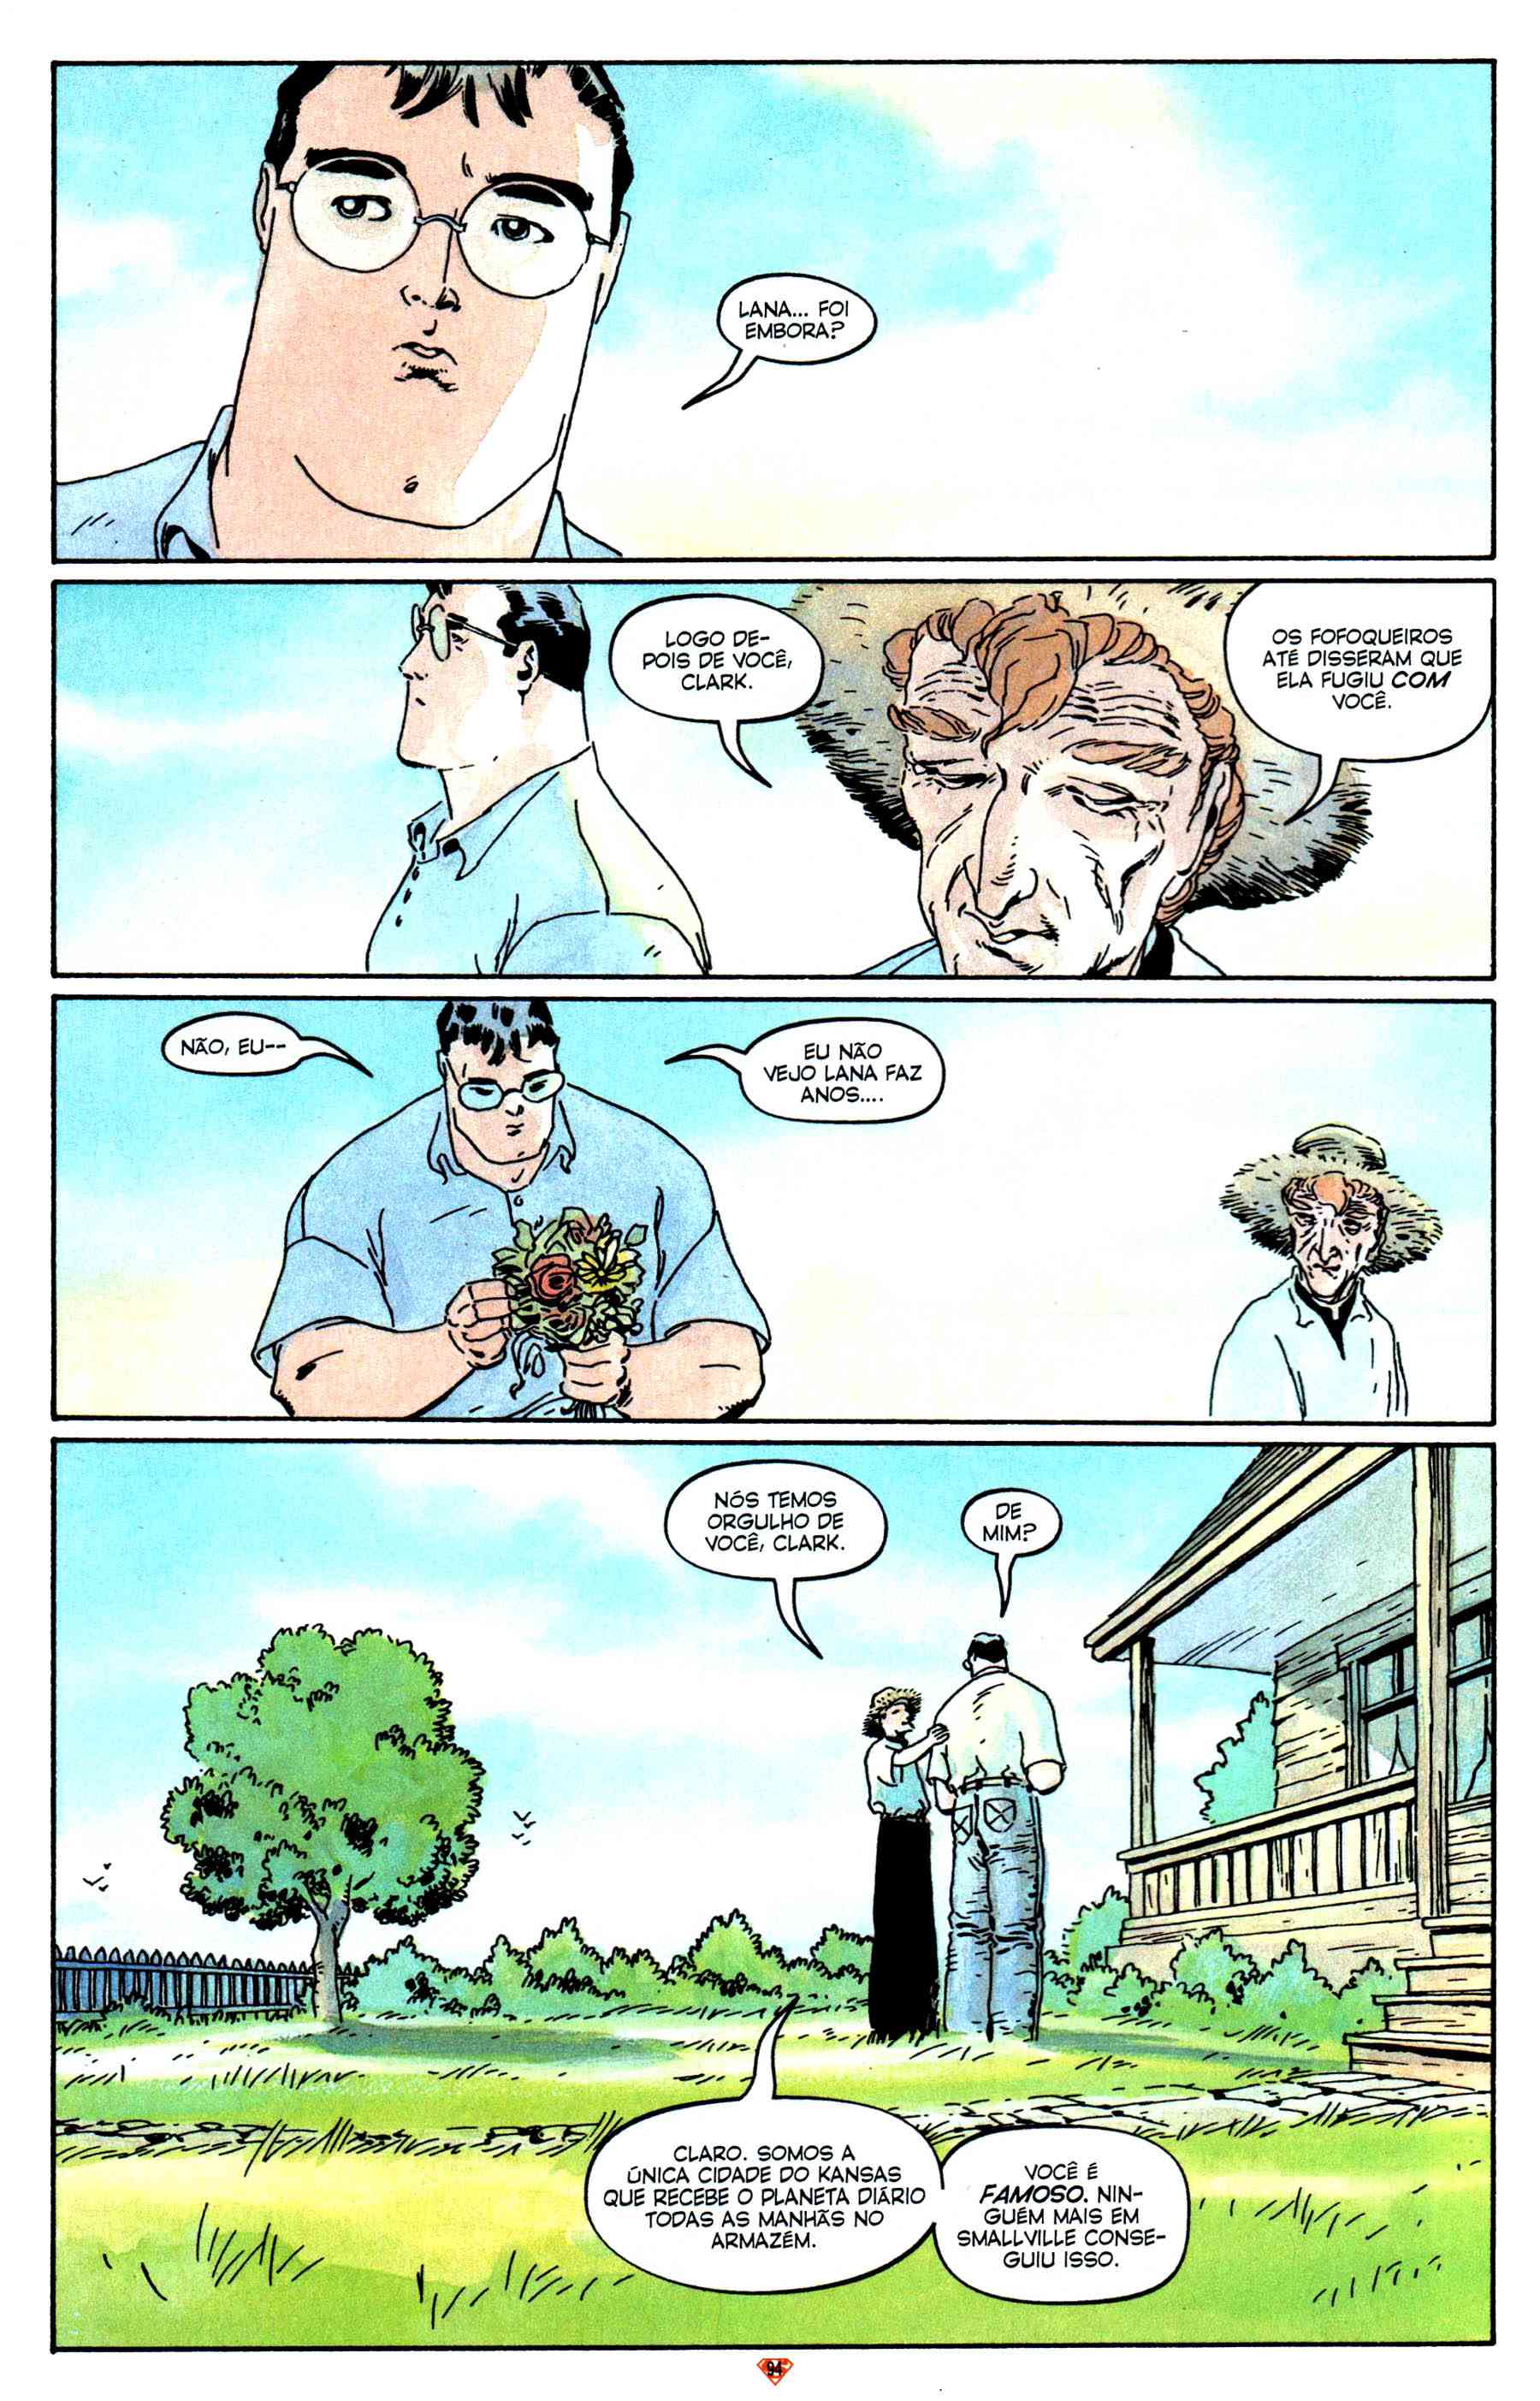 LANA... FOI
EMBORA?
LOGO DE-
POIS DE VOCÊ,
CLARK.
OS FOFOQUEIROS
ATÉ DISSERAM QUE
ELA FUGIU COM
VOCÊ.
NÃO, EU--
EU NÃO
VEJO LANA FAZ
ANOS....
NÓS TEMOS
ORGULHO DE
VOCÊ, CLARK.
DE
MIM?
CLARO. SOMOS A
ÚNICA CIDADE DO KANSAS
QUE RECEBE O PLANETA DIÁRIO
TODAS AS MANHÃS NO
ARMAZÉM.
VOCÊ É
FAMOSO. NIN-
GUÉM MAIS EM
SMALLVILLE CONSE-
GUIU ISSO.
94